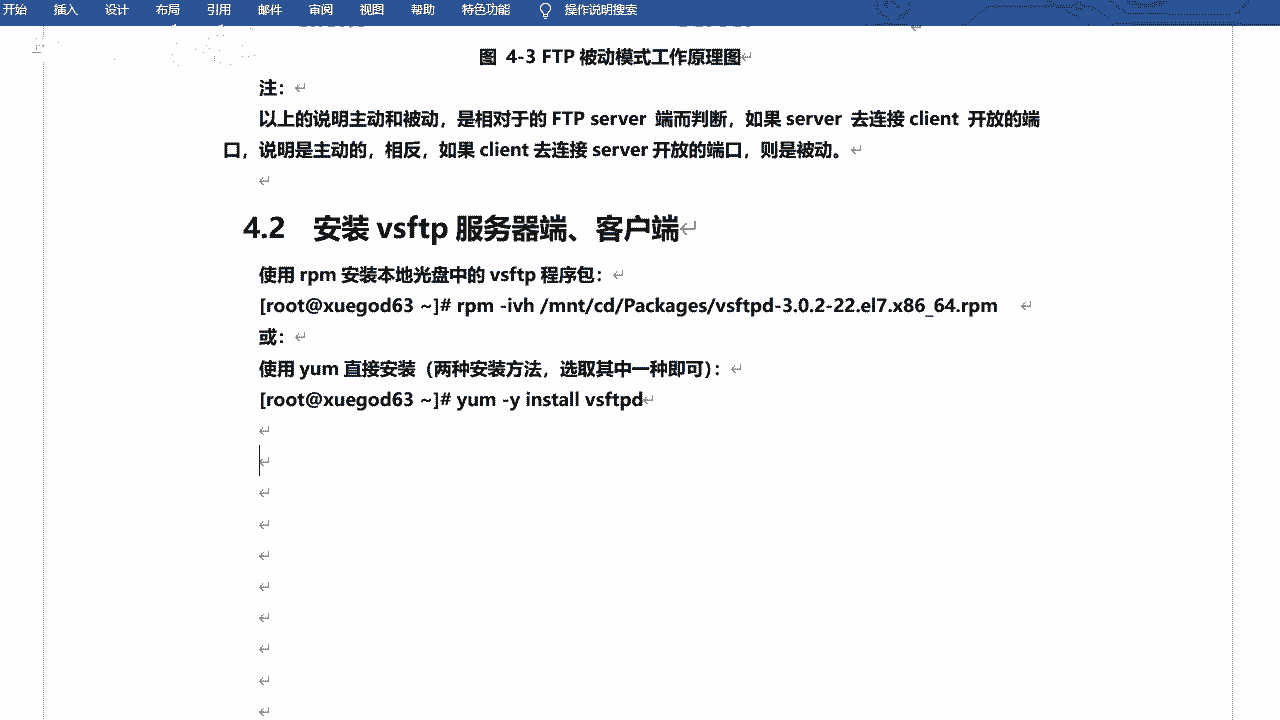 开始 插入 设计 布局 引用 邮件 审阅 视图 帮助 特色功能 操作说明搜索
图 4-3 FTP 被动模式工作原理图
注：
以上的说明主动和被动，是相对于的 FTP server 端而判断，如果 server 去连接 client 开放的端
口，说明是主动的，相反，如果 client 去连接 server 开放的端口，则是被动。
4.2 安装 vsftp 服务器端、客户端
使用 rpm 安装本地光盘中的 vsftp 程序包：
[root@xuegod63 ~]# rpm -ivh /mnt/cd/Packages/vsftpd-3.0.2-22.el7.x86_64.rpm
或：
使用 yum 直接安装（两种安装方法，选取其中一种即可）：
[root@xuegod63 ~]# yum -y install vsftpd